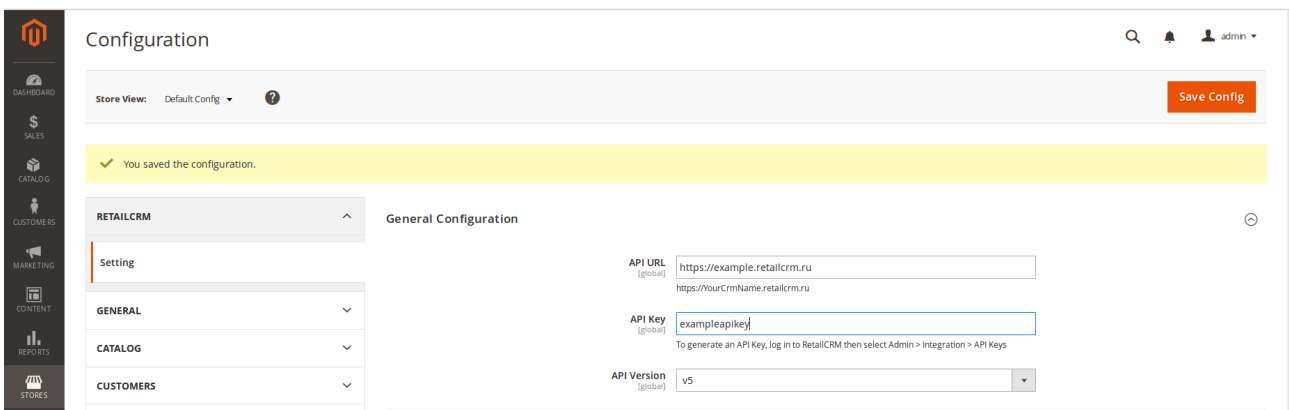 Configuration
admin
DASHBOARD
Store View: Default Config ?
Save Config
SALES
You saved the configuration.
CATALOG
RETAILCRM
General Configuration
CUSTOMERS
Setting
API URL https://example.retailcrm.ru
[global]
https://YourCrmName.retailcrm.ru
MARKETING
GENERAL
API Key exampleapikey
[global]
To generate an API Key, log in to RetailCRM then select Admin > Integration > API Keys
CONTENT
CATALOG
REPORTS
API Version v5
[global]
CUSTOMERS
STORES